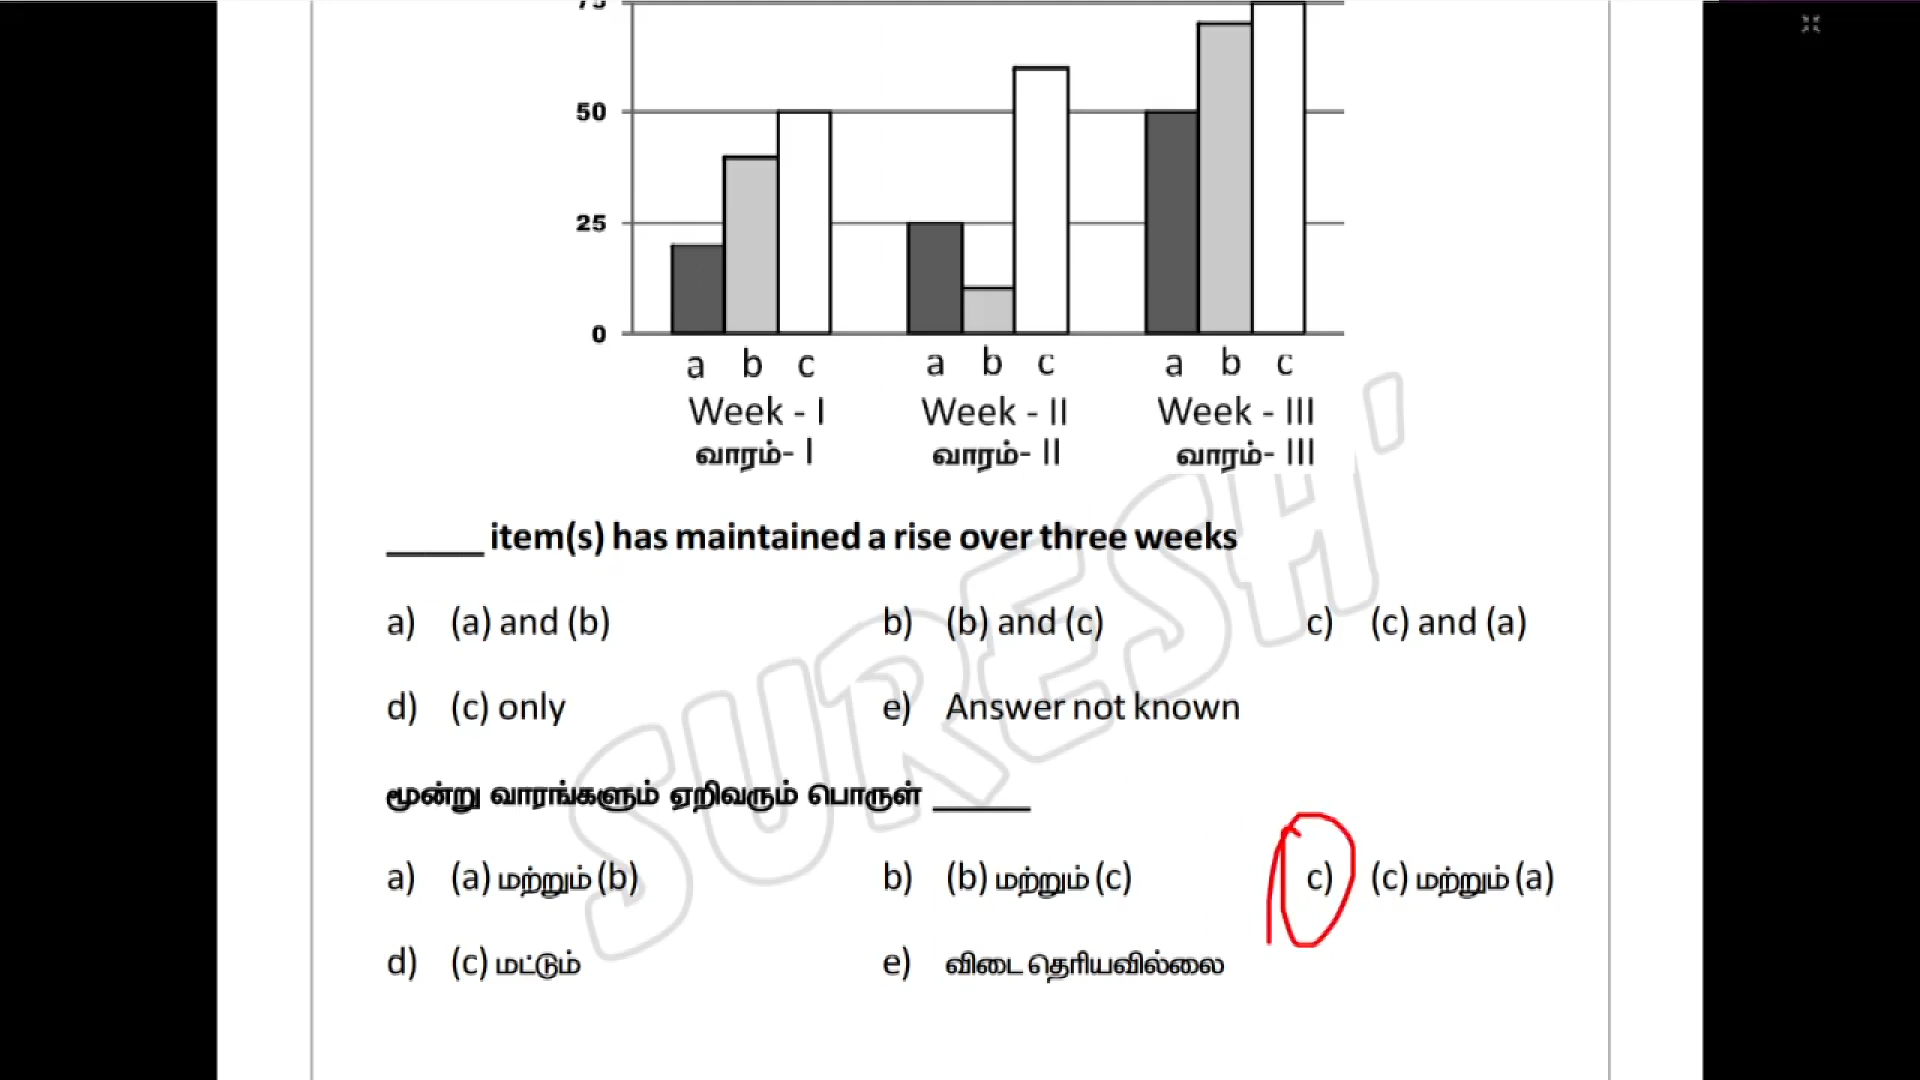 75
50
25
0
a b c a b c a b c
Week - I Week - II Week - III
வாரம்- I வாரம்- II வாரம்- III
_____ item(s) has maintained a rise over three weeks
a) (a) and (b) b) (b) and (c) c) (c) and (a)
d) (c) only e) Answer not known
மூன்று வாரங்களும் ஏறிவரும் பொருள் _____
a) (a) மற்றும் (b) b) (b) மற்றும் (c) c) (c) மற்றும் (a)
d) (c) மட்டும் e) விடை தெரியவில்லை
SURESH'